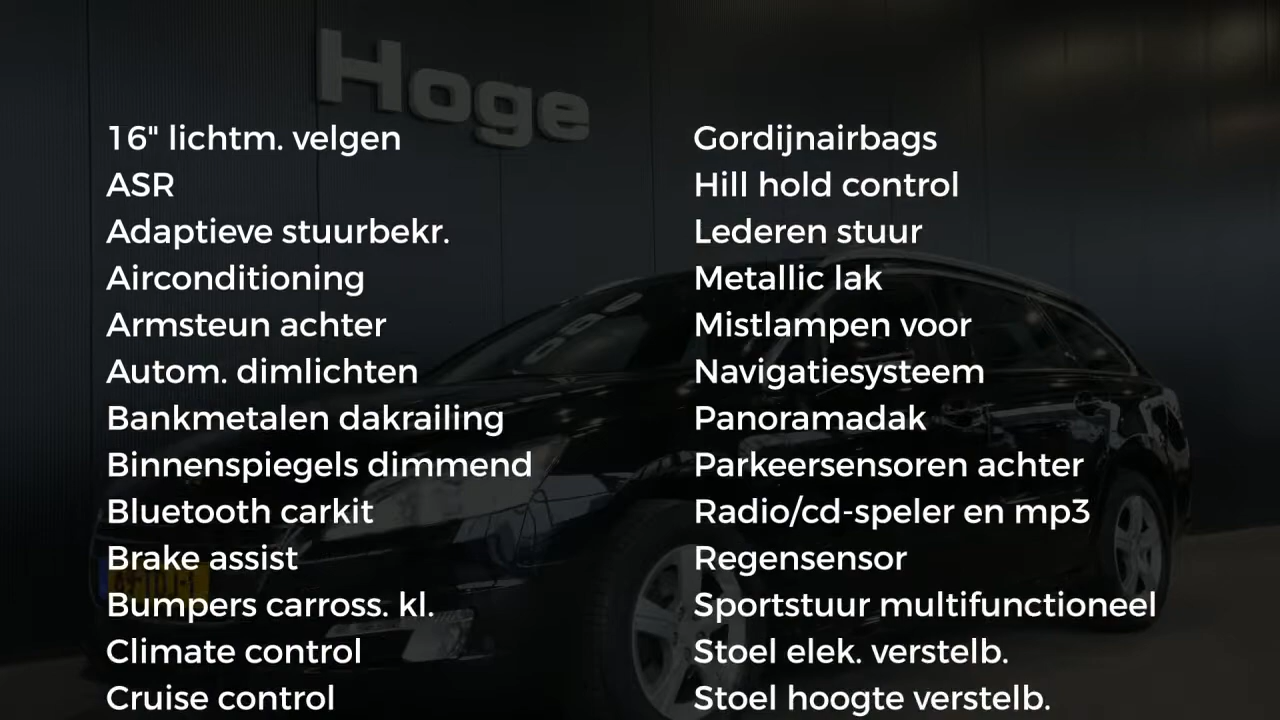 Hoge
16" lichtm. velgen
ASR
Adaptieve stuurbekr.
Airconditioning
Armsteun achter
Autom. dimlichten
Bankmetalen dakrailing
Binnenspiegels dimmend
Bluetooth carkit
Brake assist
Bumpers carross. kl.
Climate control
Cruise control
Gordijnairbags
Hill hold control
Lederen stuur
Metallic lak
Mistlampen voor
Navigatiesysteem
Panoramadak
Parkeersensoren achter
Radio/cd-speler en mp3
Regensensor
Sportstuur multifunctioneel
Stoel elek. verstelb.
Stoel hoogte verstelb.